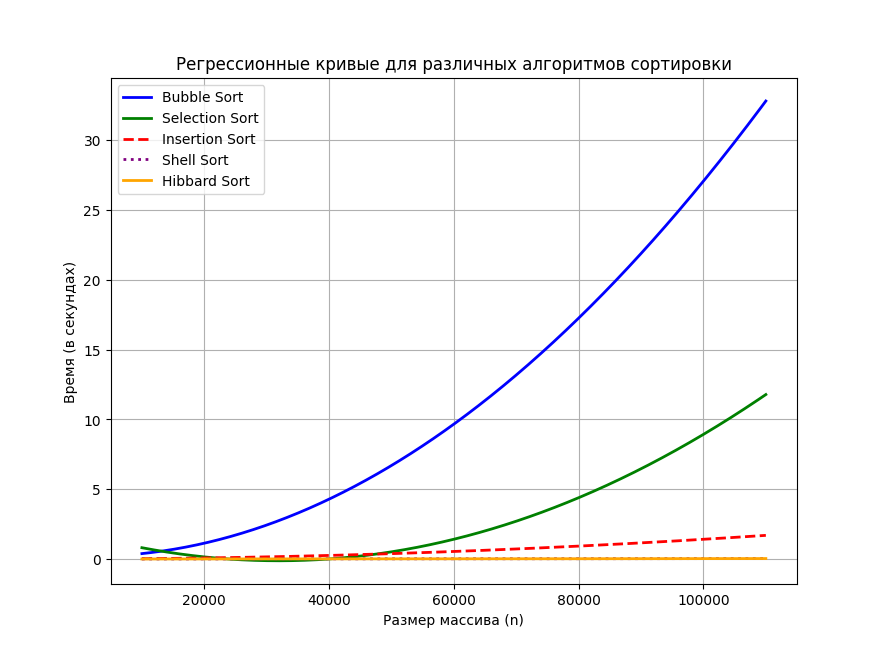 Регрессионные кривые для различных алгоритмов сортировки
Bubble Sort
Selection Sort
Insertion Sort
Shell Sort
Hibbard Sort
Время (в секундах)
30
25
20
15
10
5
0
20000
40000
60000
80000
100000
Размер массива (n)